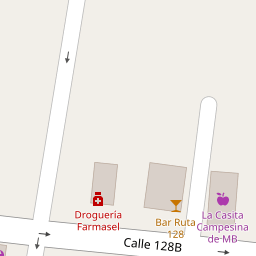 Droguería
Farmasel
Bar Ruta
128
La Casita
Campesina
de MB
Calle 128B